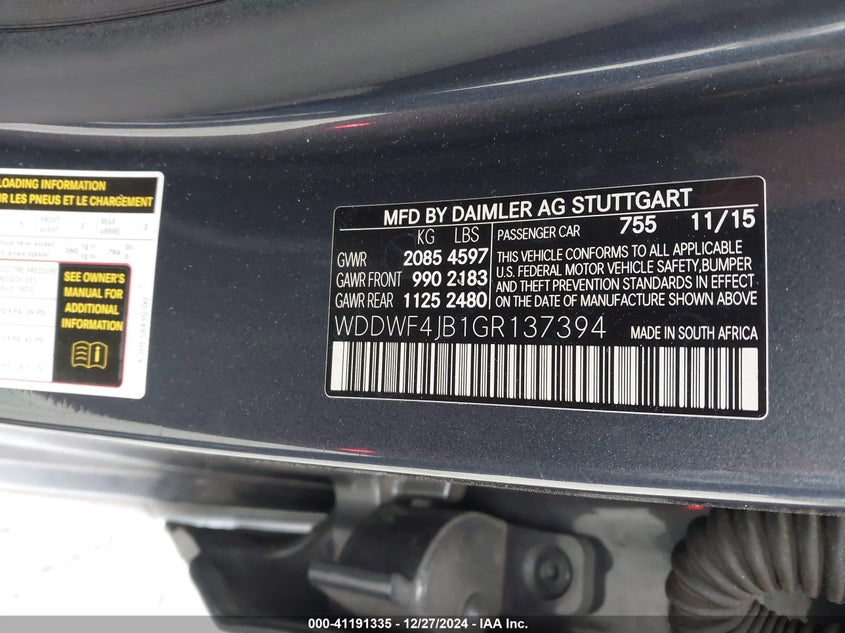 LOADING INFORMATION
UR LES PNEUS ET LE CHARGEMENT
SEE OWNER'S
MANUAL FOR
ADDITIONAL
INFORMATION
MFD BY DAIMLER AG STUTTGART
KG LBS PASSENGER CAR 755 11/15
GVWR 2085 4597
GAWR FRONT 990 2183
GAWR REAR 1125 2480
THIS VEHICLE CONFORMS TO ALL APPLICABLE
U.S. FEDERAL MOTOR VEHICLE SAFETY, BUMPER
AND THEFT PREVENTION STANDARDS IN EFFECT
ON THE DATE OF MANUFACTURE SHOWN ABOVE
WDDWF4JB1GR137394 MADE IN SOUTH AFRICA
000-41191335 - 12/27/2024 - IAA Inc.